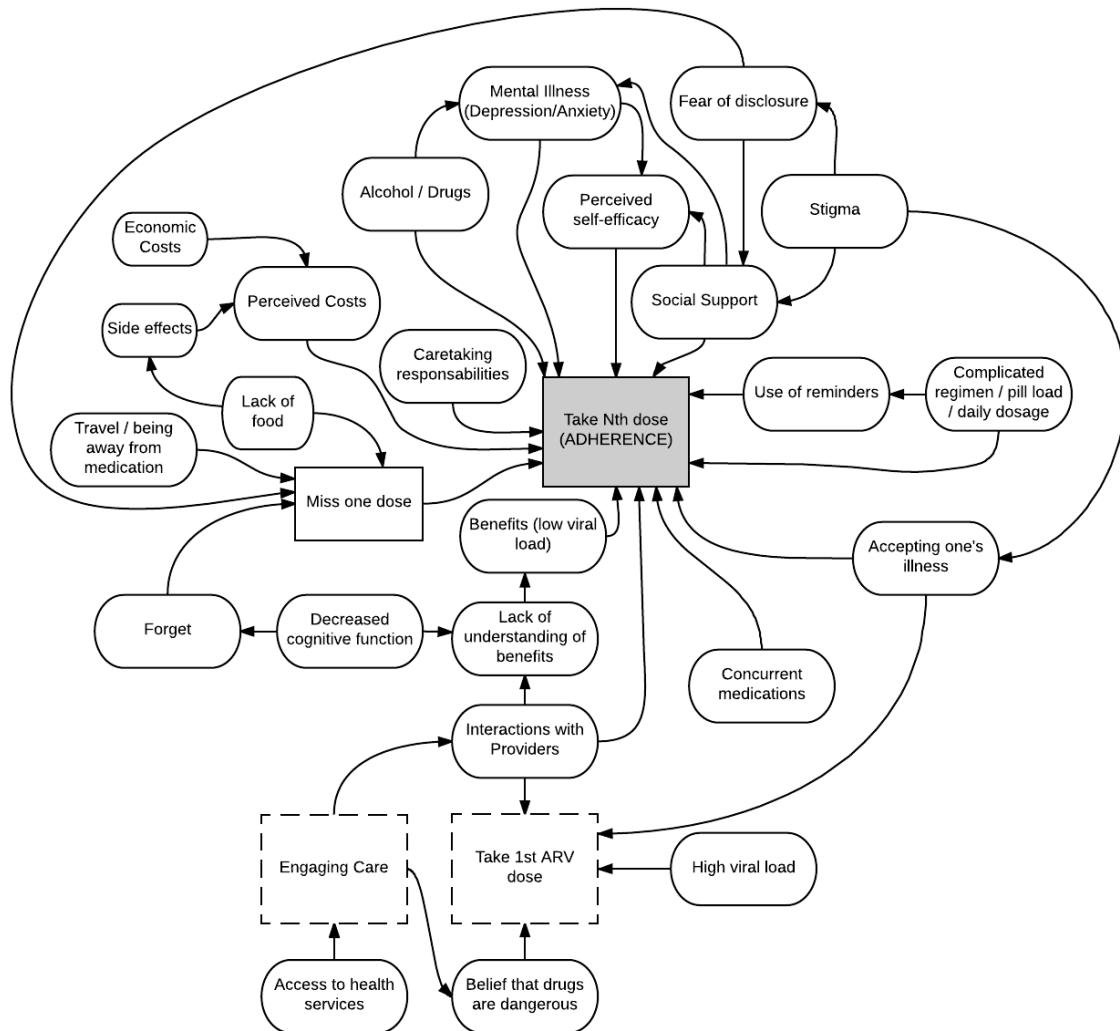 Mental Illness
(Depression/Anxiety)
Fear of disclosure
Alcohol / Drugs
Perceived
self-efficacy
Stigma
Economic
Costs
Perceived Costs
Social Support
Side effects
Caretaking
responsabilities
Use of reminders
Complicated
regimen / pill load
/ daily dosage
Lack of
food
Take Nth dose
(ADHERENCE)
Travel / being
away from
medication
Miss one dose
Benefits (low viral
load)
Accepting one's
illness
Forget
Decreased
cognitive function
Lack of
understanding of
benefits
Concurrent
medications
Interactions with
Providers
Engaging Care
Take 1st ARV
dose
High viral load
Access to health
services
Belief that drugs
are dangerous